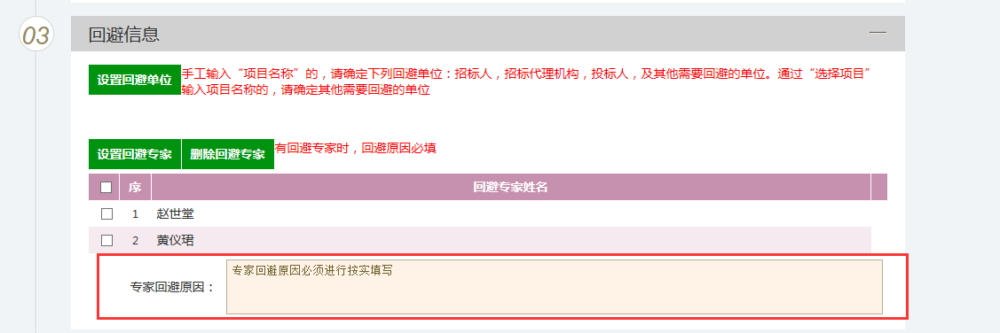 03
回避信息
设置回避单位
手工输入“项目名称”的，请确定下列回避单位：招标人，招标代理机构，投标人，及其他需要回避的单位。通过“选择项目”
输入项目名称的，请确定其他需要回避的单位
设置回避专家 删除回避专家 有回避专家时，回避原因必填
序 回避专家姓名
1 赵世堂
2 黄仪珺
专家回避原因必须进行按实填写
专家回避原因：